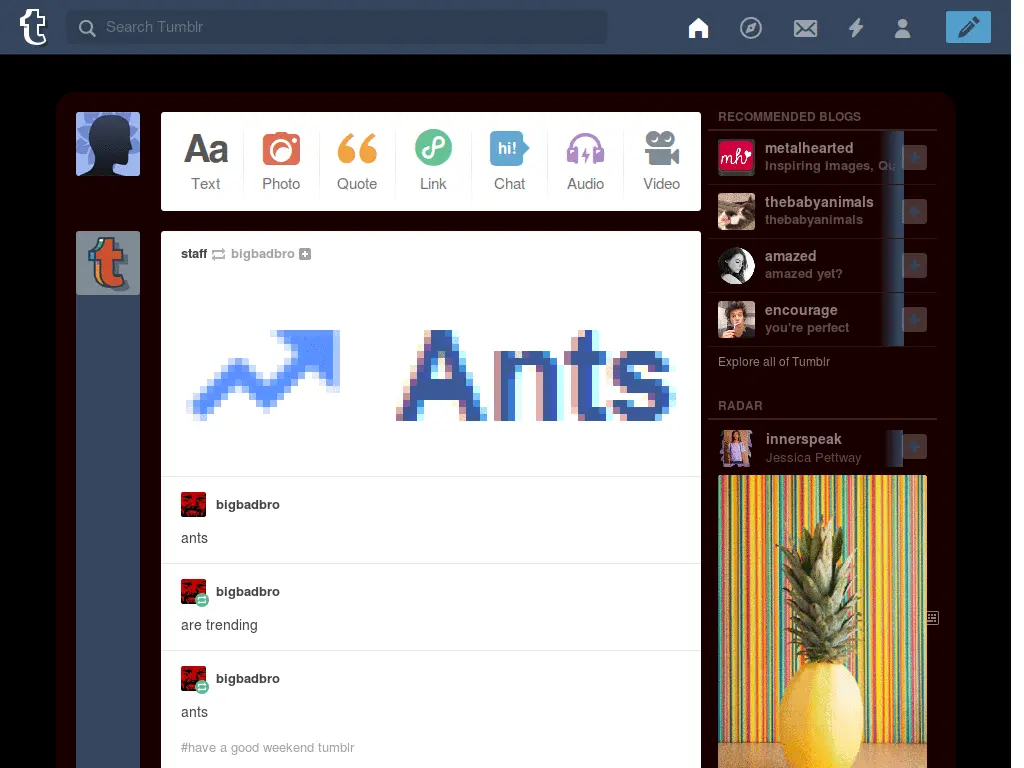 Search Tumblr
Aa
Text
Photo
Quote
Link
hi!
Chat
Audio
Video
staff bigbadbro
Ants
bigbadbro
ants
bigbadbro
are trending
bigbadbro
ants
#have a good weekend tumblr
RECOMMENDED BLOGS
mh
metalhearted
Inspiring Images, Qu
thebabyanimals
thebabyanimals
amazed
amazed yet?
encourage
you're perfect
Explore all of Tumblr
RADAR
innerspeak
Jessica Pettway